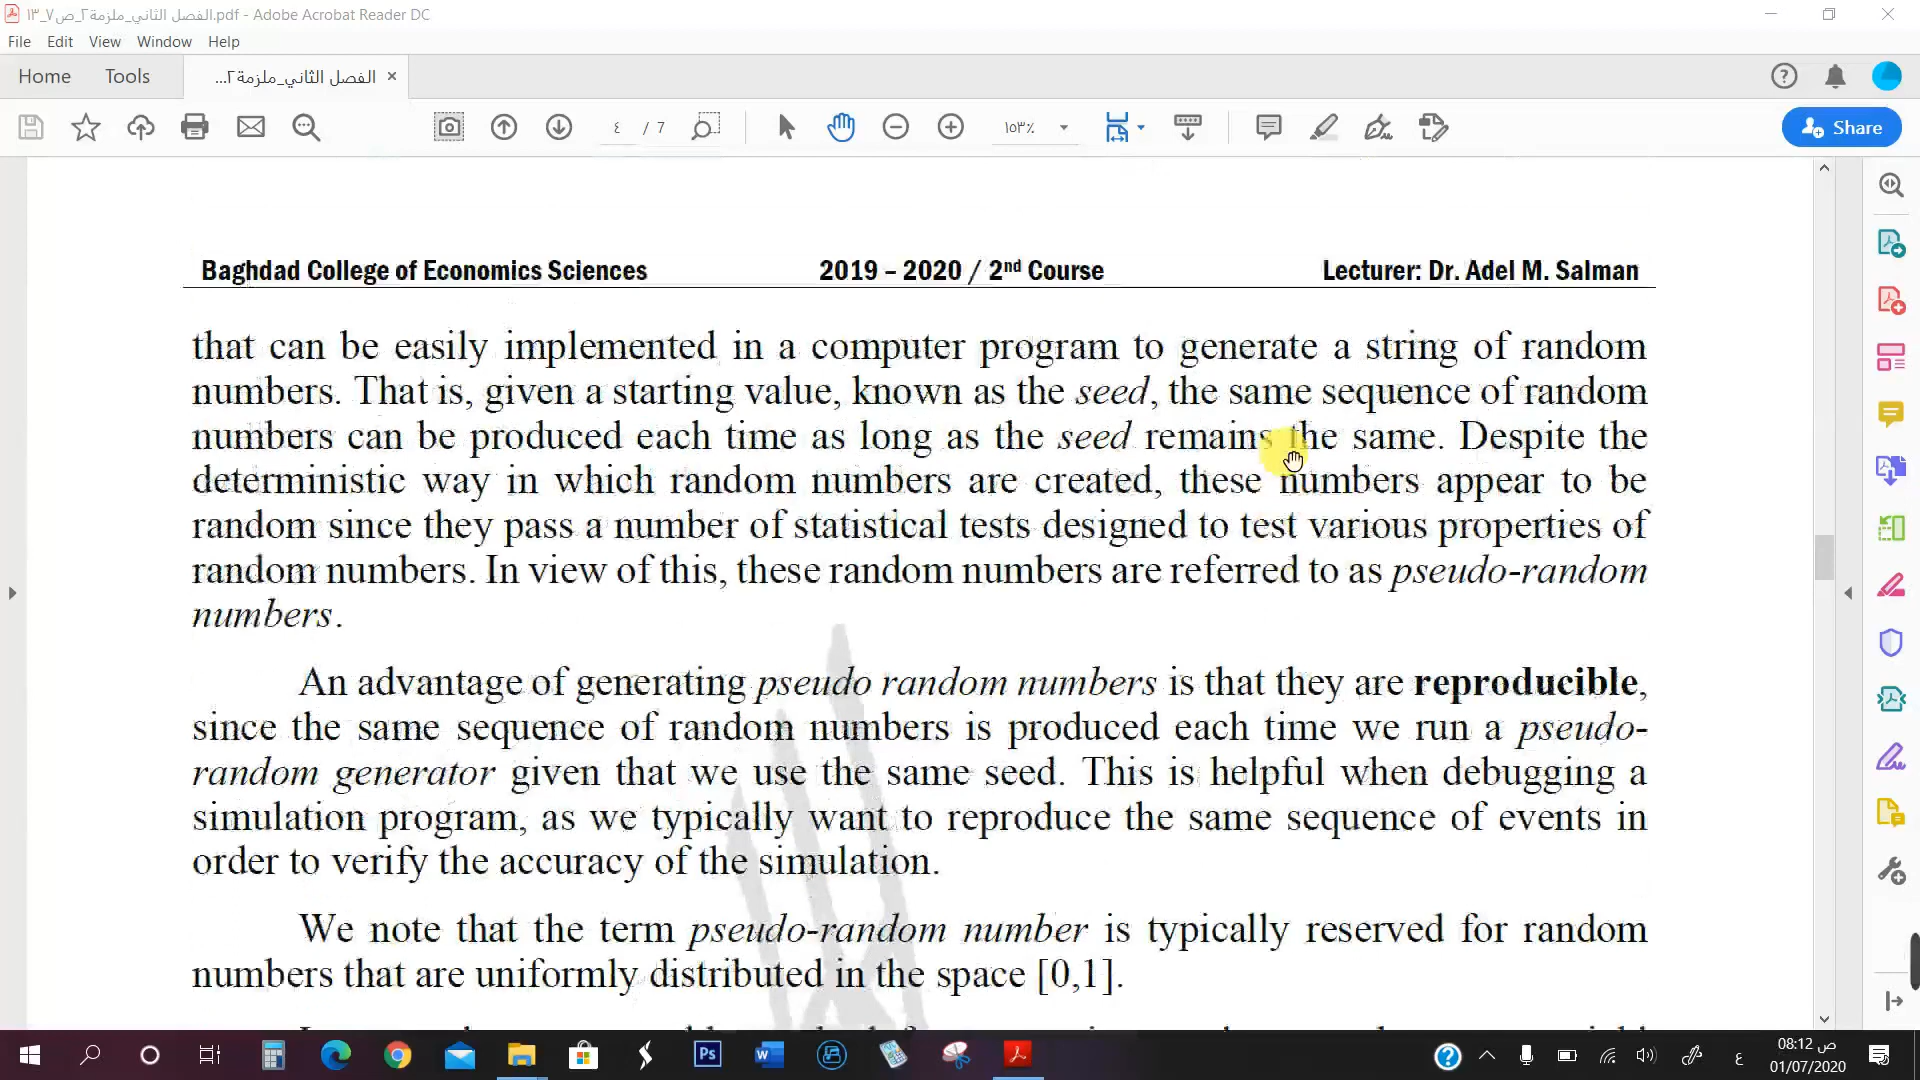 الفصل الثاني_ملزمة٢_ص٧_١٣.pdf - Adobe Acrobat Reader DC
File Edit View Window Help
Home Tools الفصل الثاني_ملزمة٢... ×
٤ / 7 ١٥٣٪ Share
Baghdad College of Economics Sciences 2019 – 2020 / 2nd Course Lecturer: Dr. Adel M. Salman
that can be easily implemented in a computer program to generate a string of random
numbers. That is, given a starting value, known as the seed, the same sequence of random
numbers can be produced each time as long as the seed remains the same. Despite the
deterministic way in which random numbers are created, these numbers appear to be
random since they pass a number of statistical tests designed to test various properties of
random numbers. In view of this, these random numbers are referred to as pseudo-random
numbers.
An advantage of generating pseudo random numbers is that they are reproducible,
since the same sequence of random numbers is produced each time we run a pseudo-
random generator given that we use the same seed. This is helpful when debugging a
simulation program, as we typically want to reproduce the same sequence of events in
order to verify the accuracy of the simulation.
We note that the term pseudo-random number is typically reserved for random
numbers that are uniformly distributed in the space [0,1].
Ps W ع 08:12 ص
01/07/2020